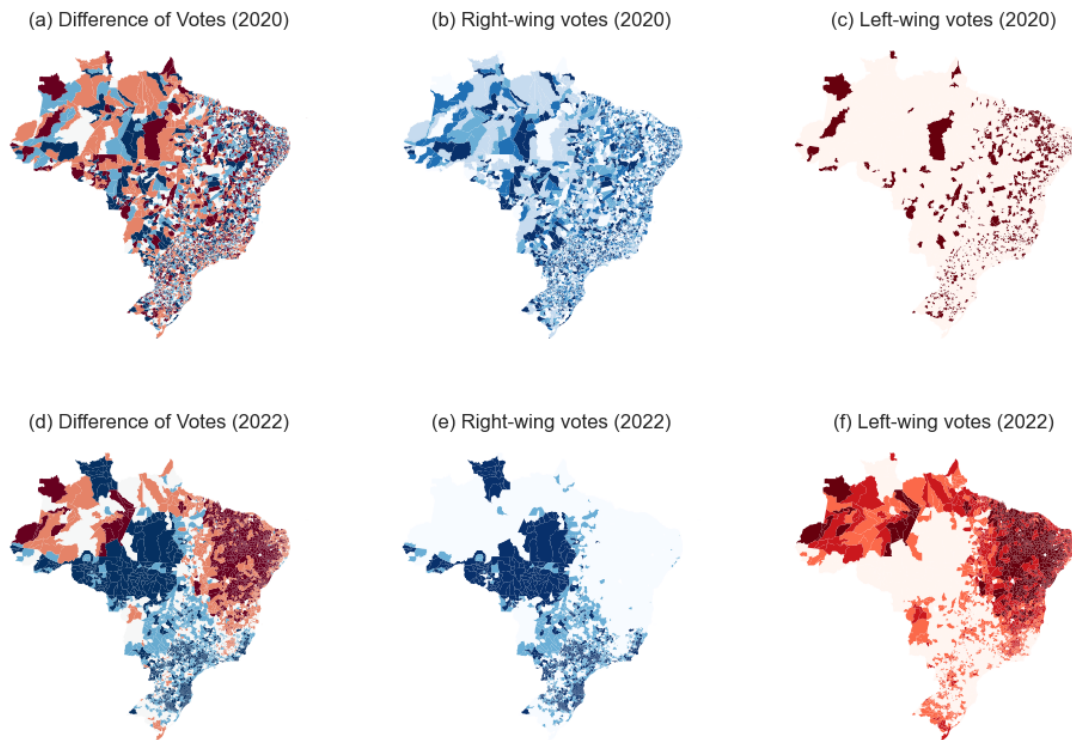 (a) Difference of Votes (2020)
(b) Right-wing votes (2020)
(c) Left-wing votes (2020)
(d) Difference of Votes (2022)
(e) Right-wing votes (2022)
(f) Left-wing votes (2022)